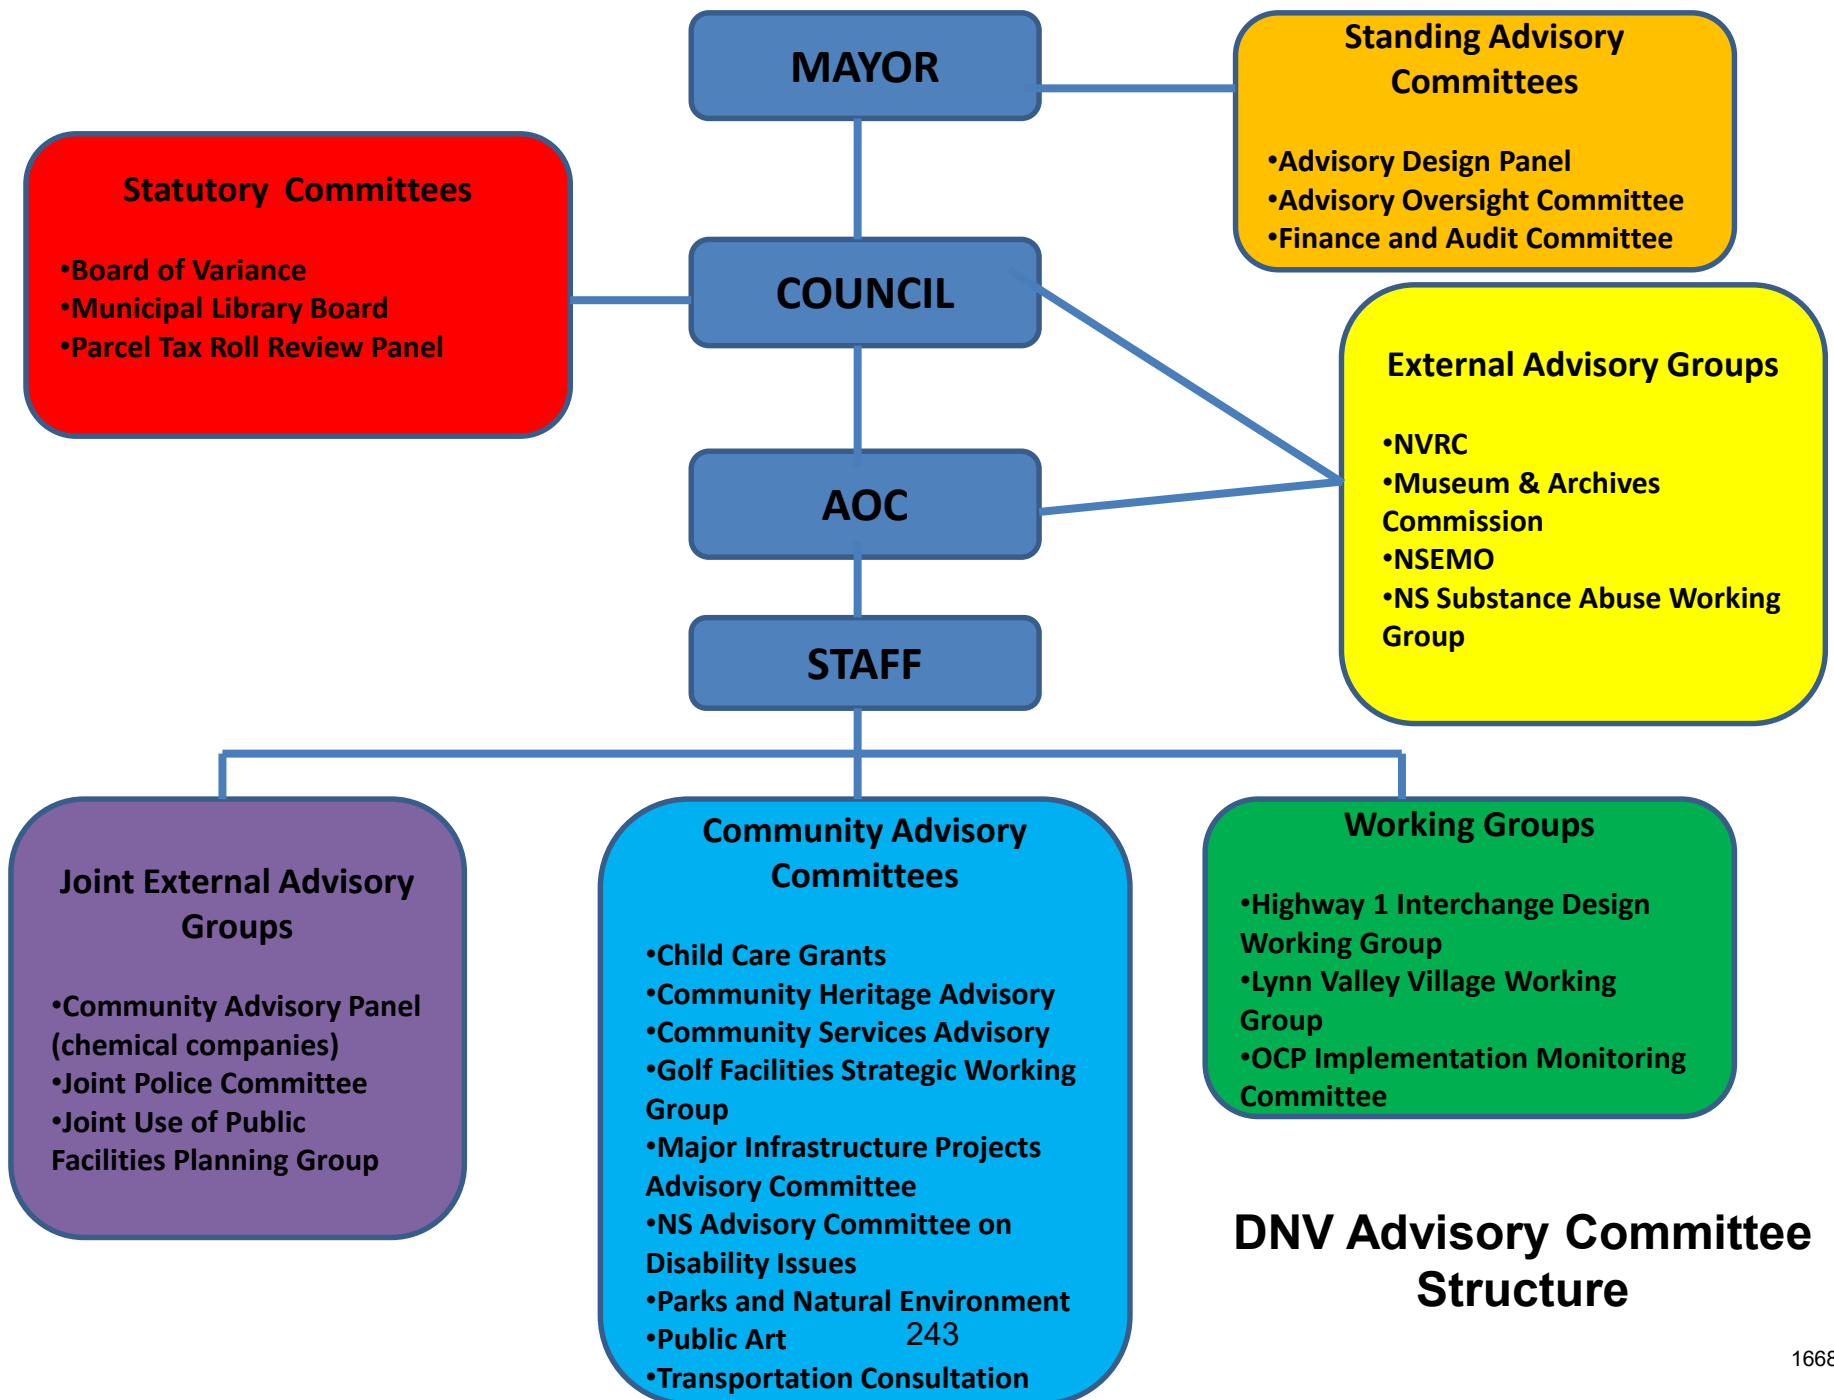 MAYOR
Standing Advisory
Committees
•Advisory Design Panel
•Advisory Oversight Committee
•Finance and Audit Committee
Statutory  Committees
•Board of Variance
•Municipal Library Board
•Parcel Tax Roll Review Panel
COUNCIL
External Advisory Groups
•NVRC
•Museum & Archives
Commission
•NSEMO
•NS Substance Abuse Working
Group
AOC
STAFF
Joint External Advisory
Groups
•Community Advisory Panel
(chemical companies)
•Joint Police Committee
•Joint Use of Public
Facilities Planning Group
Community Advisory
Committees
•Child Care Grants
•Community Heritage Advisory
•Community Services Advisory
•Golf Facilities Strategic Working
Group
•Major Infrastructure Projects
Advisory Committee
•NS Advisory Committee on
Disability Issues
•Parks and Natural Environment
•Public Art
•Transportation Consultation
Working Groups
•Highway 1 Interchange Design
Working Group
•Lynn Valley Village Working
Group
•OCP Implementation Monitoring
Committee
DNV Advisory Committee
Structure
243
1668